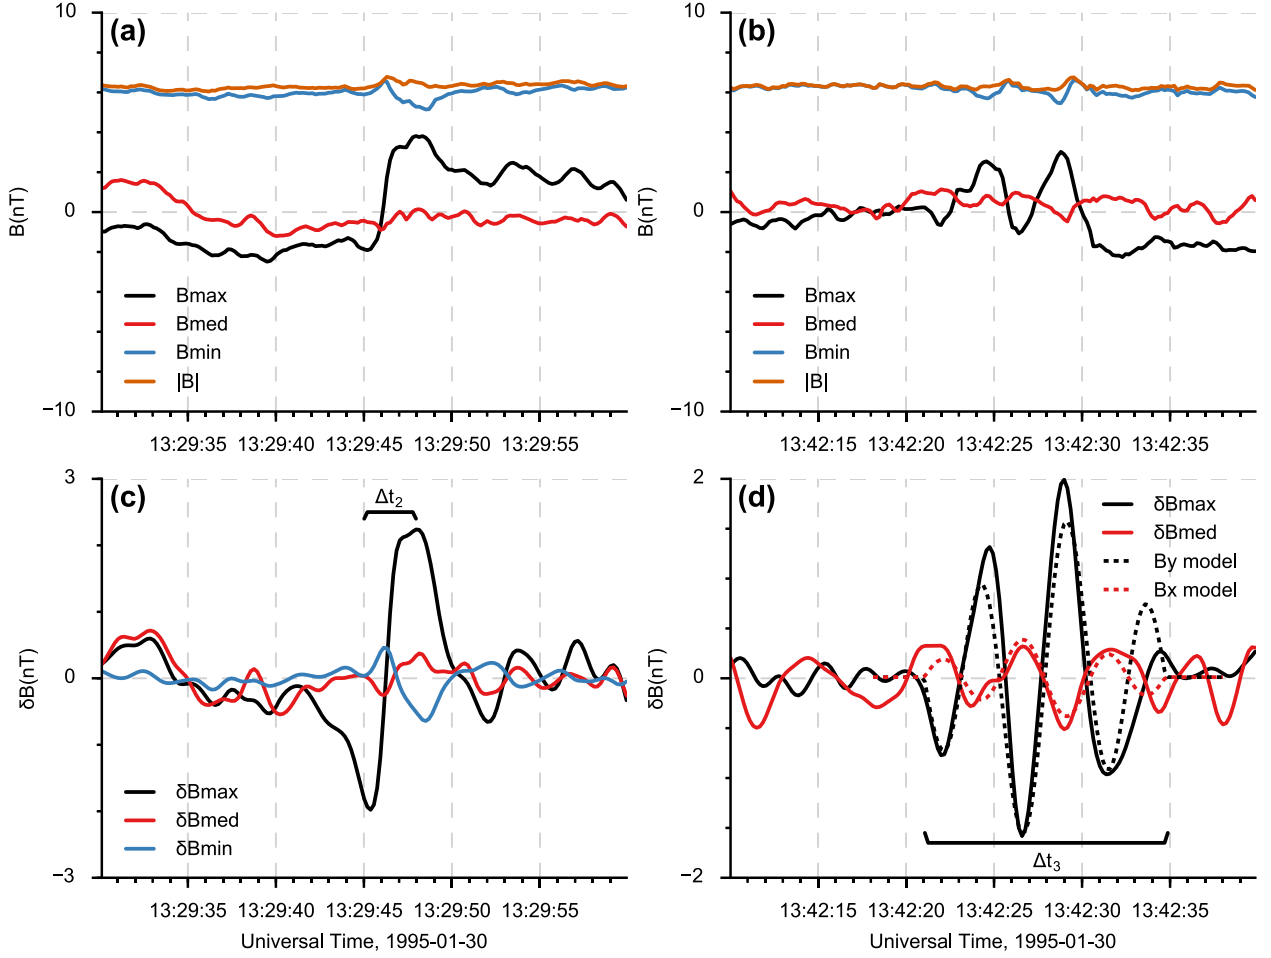 (a)
10
0
−10
B(nT)
Bmax
Bmed
Bmin
|B|
13:29:35 13:29:40 13:29:45 13:29:50 13:29:55
(b)
10
0
−10
B(nT)
Bmax
Bmed
Bmin
|B|
13:42:15 13:42:20 13:42:25 13:42:30 13:42:35
(c)
3
0
−3
δB(nT)
Δt₂
δBmax
δBmed
δBmin
13:29:35 13:29:40 13:29:45 13:29:50 13:29:55
Universal Time, 1995-01-30
(d)
2
0
−2
δB(nT)
δBmax
δBmed
By model
Bx model
Δt₃
13:42:15 13:42:20 13:42:25 13:42:30 13:42:35
Universal Time, 1995-01-30